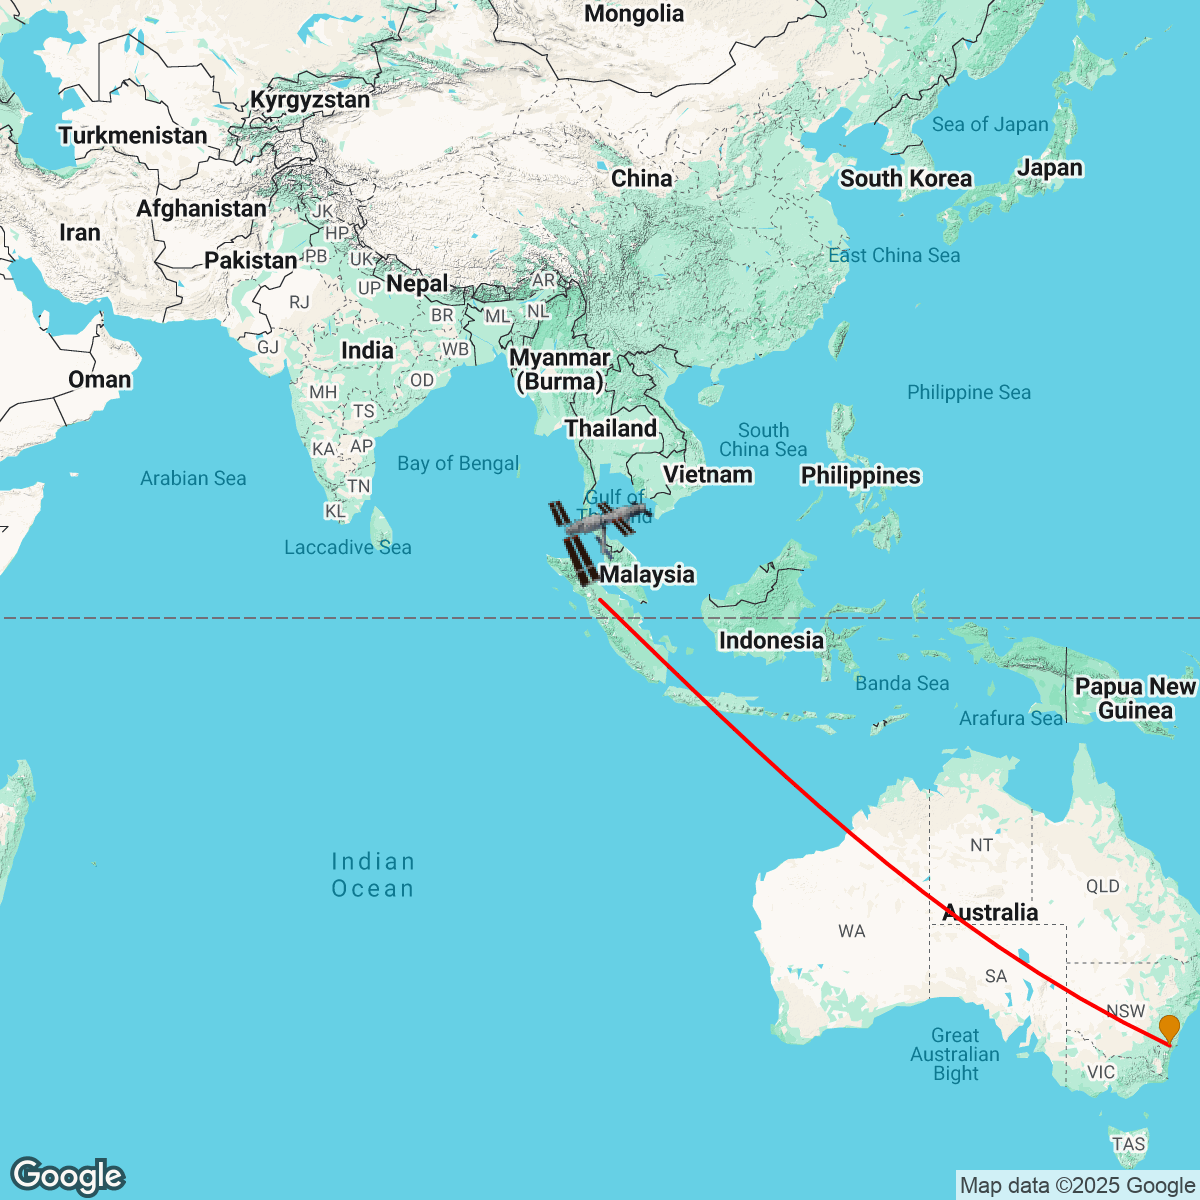 Mongolia
Kyrgyzstan
Turkmenistan
Sea of Japan
Japan
China
South Korea
Afghanistan
JK
Iran
HP
Pakistan
PB
UK
East China Sea
UP
Nepal
AR
RJ
BR
ML
NL
GJ
India
WB
Myanmar
(Burma)
Oman
OD
MH
Philippine Sea
TS
Thailand
South
China Sea
KA
AP
Bay of Bengal
Arabian Sea
Vietnam
Philippines
TN
Gulf of
KL
Laccadive Sea
Malaysia
Indonesia
Banda Sea
Papua New
Guinea
Arafura Sea
NT
Indian
Ocean
QLD
Australia
WA
SA
NSW
Great
Australian
Bight
VIC
TAS
Google
Map data ©2025 Google